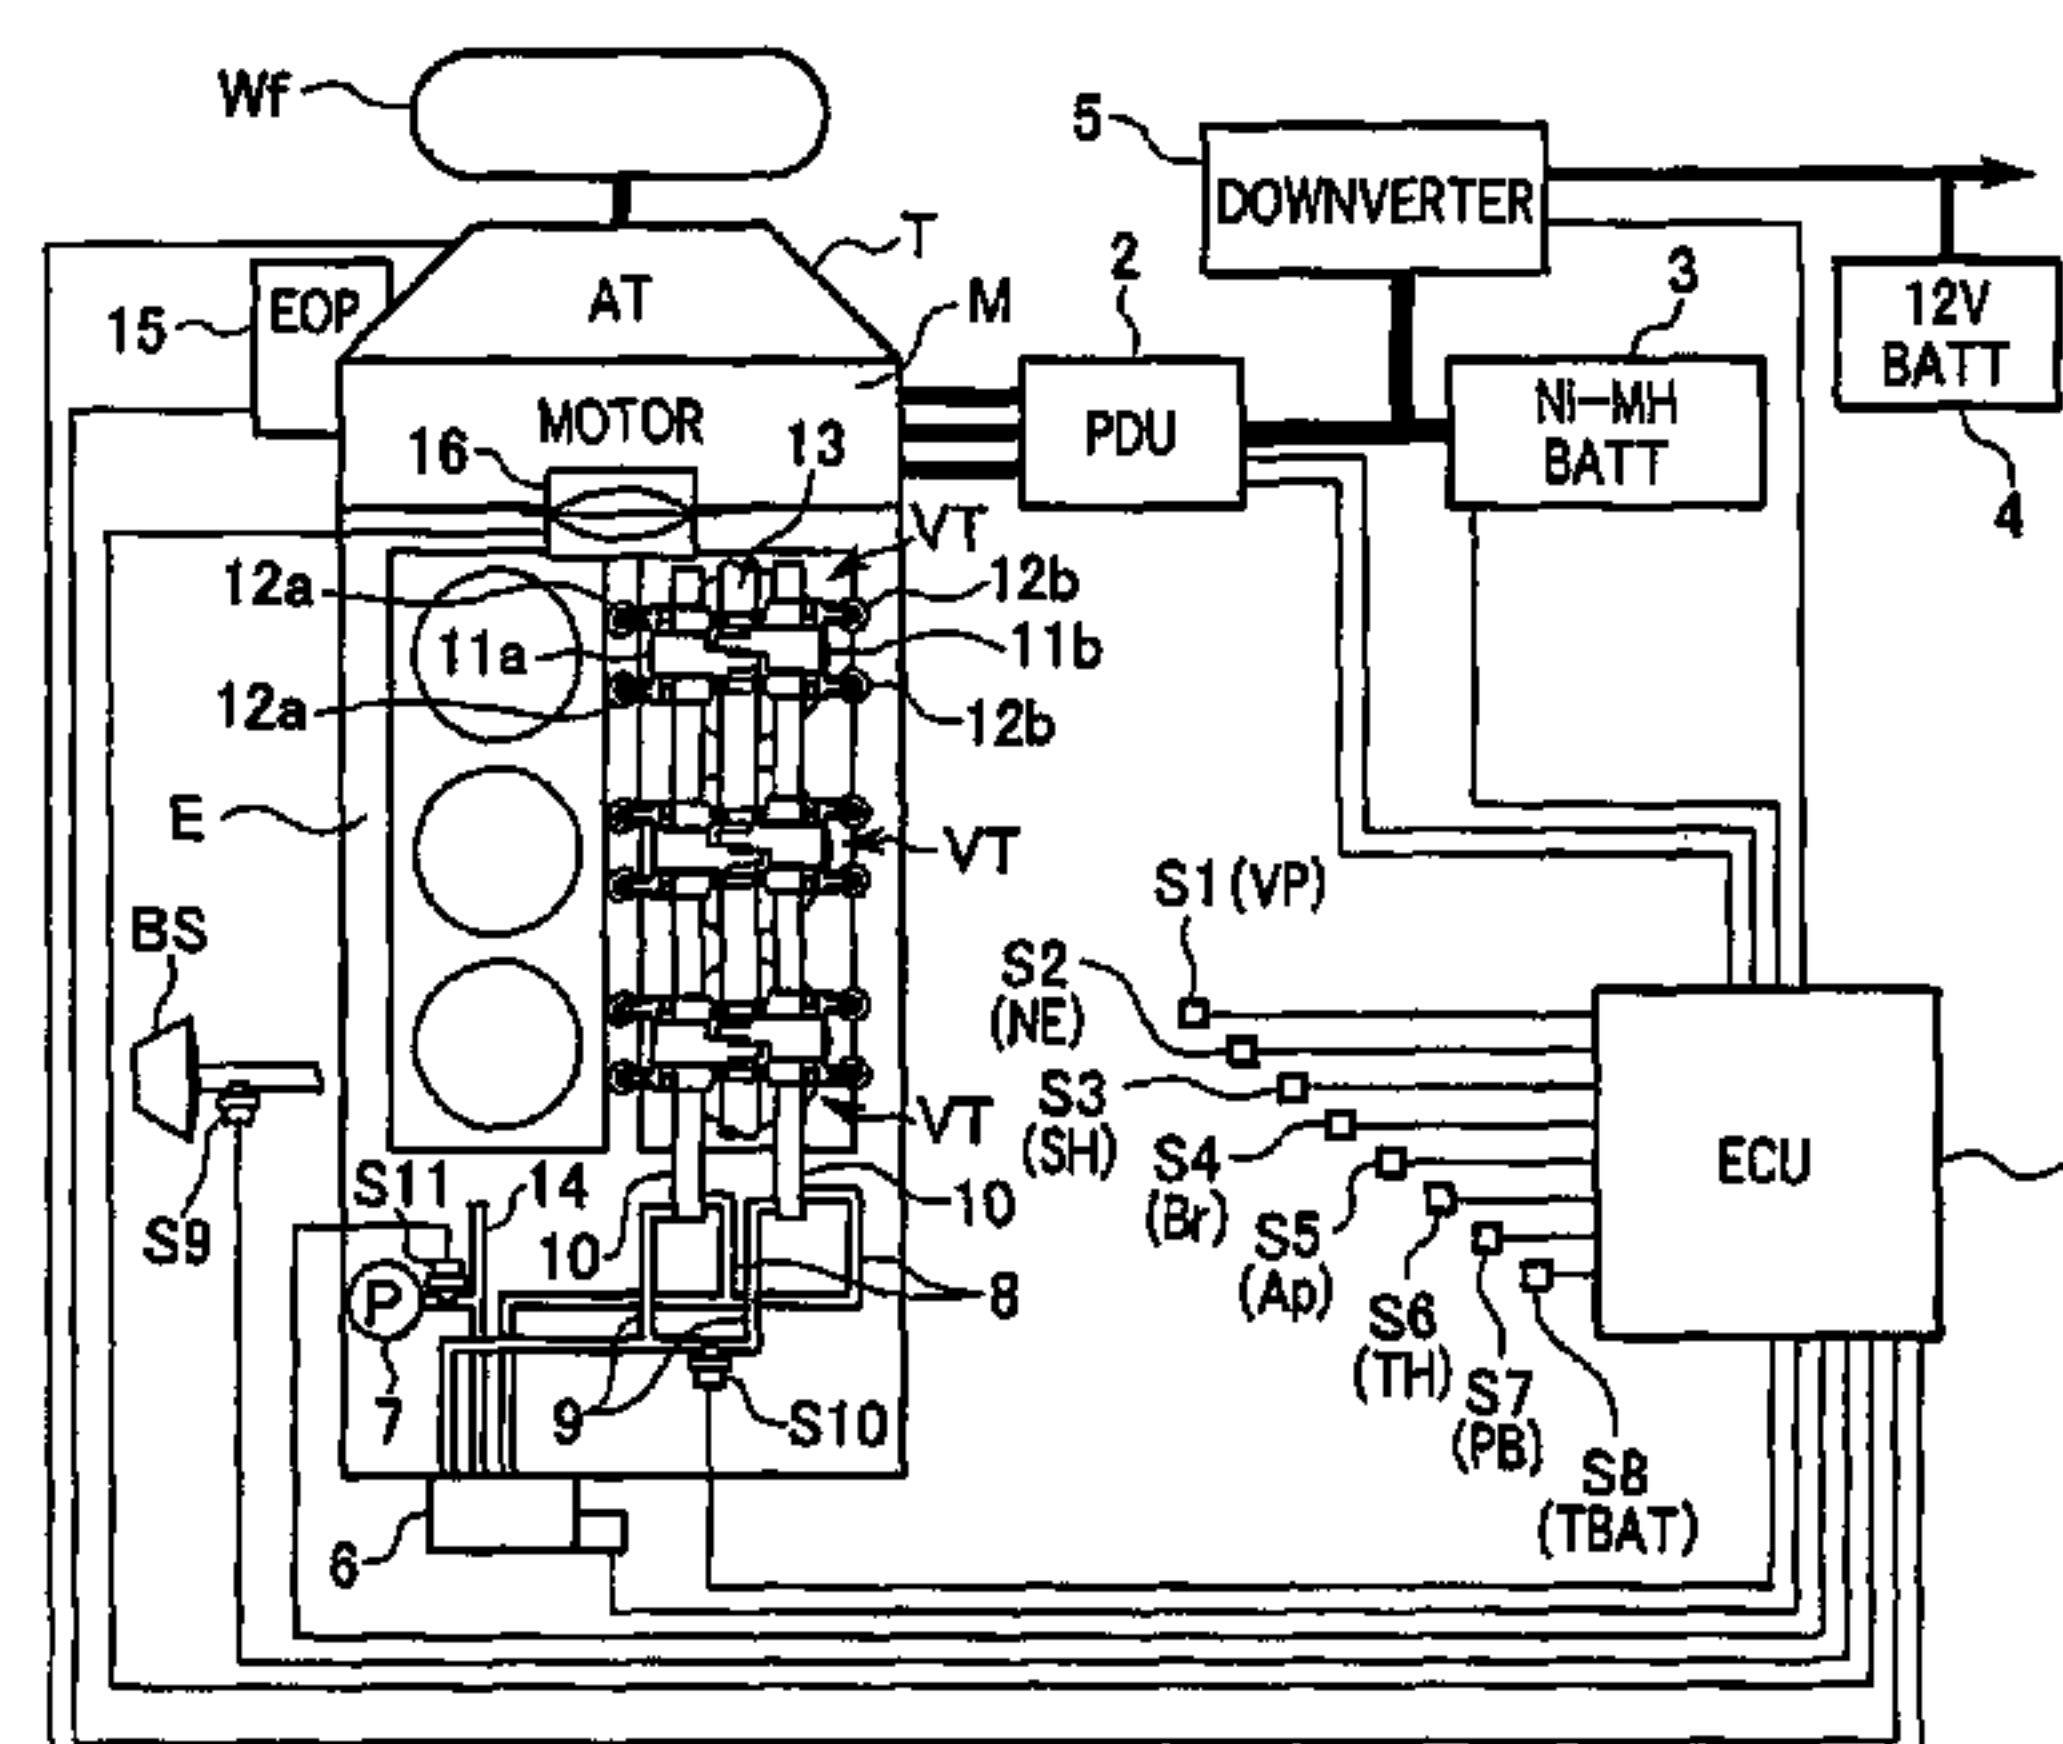 Wf
5
DOWNVERTER
T
2
3
12V
BATT
15
EOP
AT
M
MOTOR
16
13
PDU
Ni-MH
BATT
4
VT
12a
12b
11a
11b
12a
12b
E
VT
S1(VP)
BS
S2
(NE)
S3
(SH)
VT
S4
(Br)
ECU
S11
14
S9
10
10
S5
(Ap)
P
8
S6
(TH)
7
9
S10
S7
(PB)
S8
(TBAT)
6